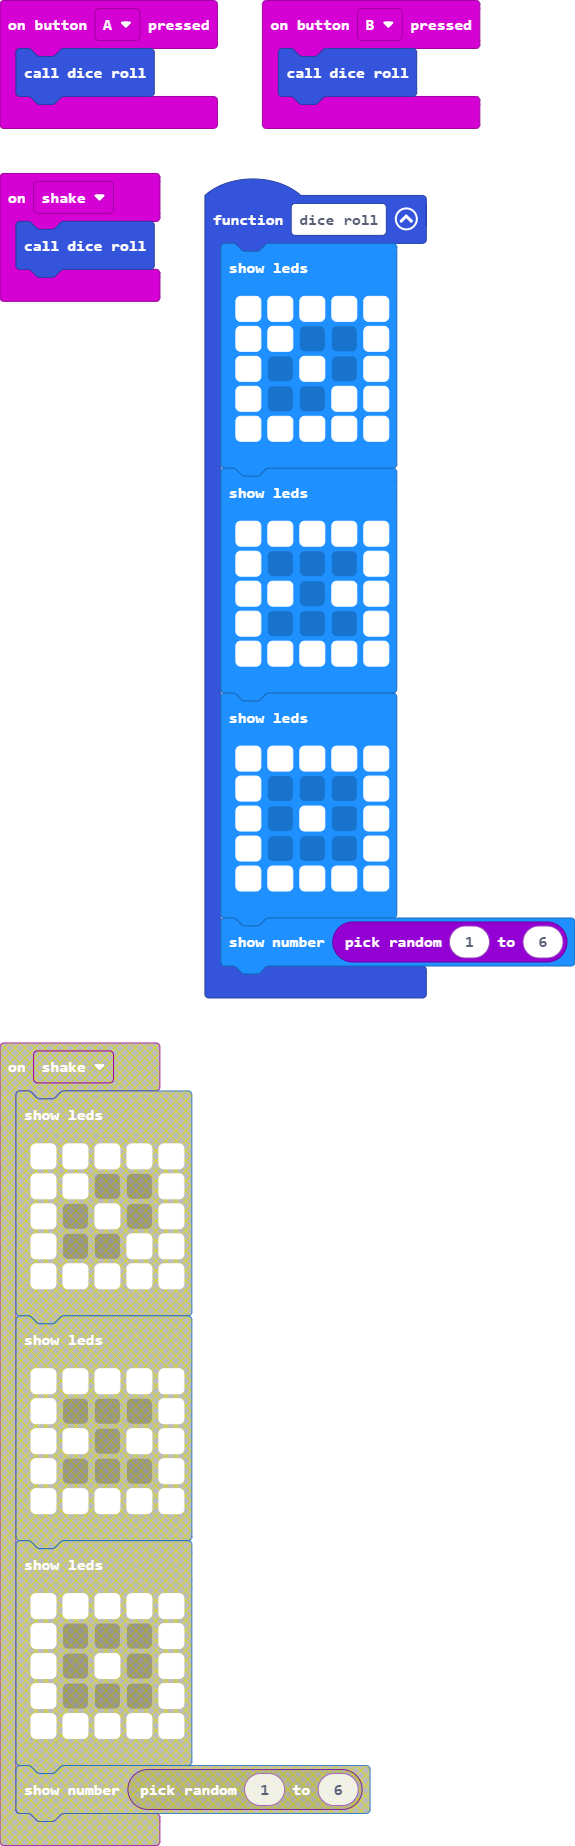 on button A pressed
call dice roll
on button B pressed
call dice roll
on shake
call dice roll
function dice roll
show leds
show leds
show leds
show number pick random 1 to 6
on shake
show leds
show leds
show leds
show number pick random 1 to 6